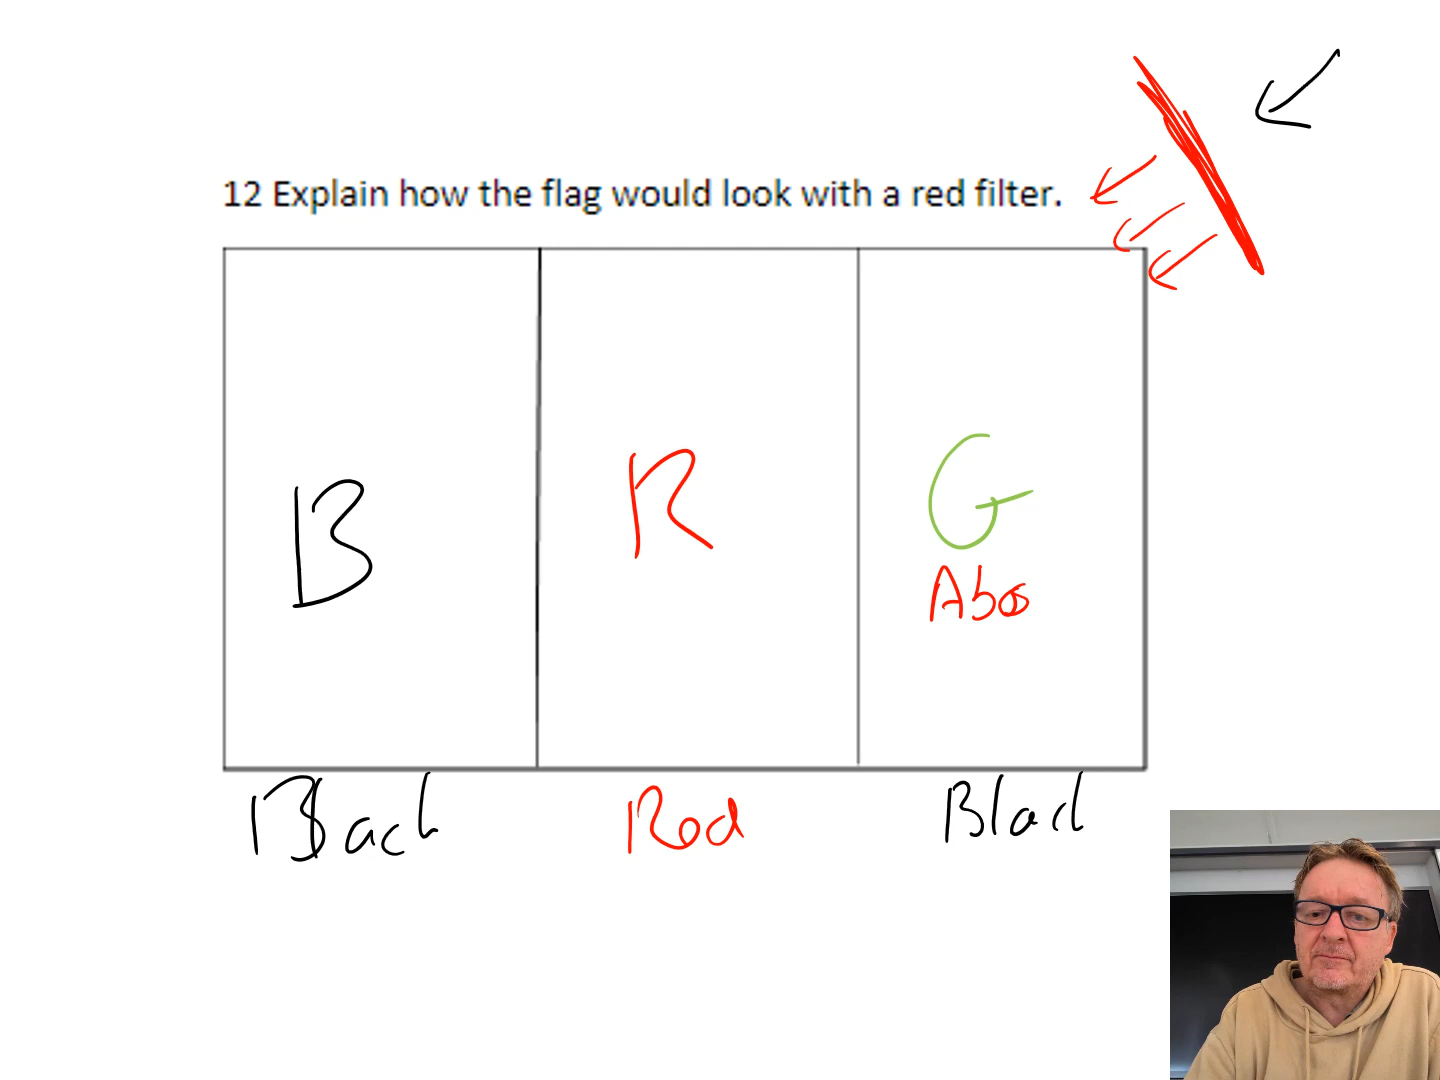 12 Explain how the flag would look with a red filter.
B R G
Abs
Black Red Black